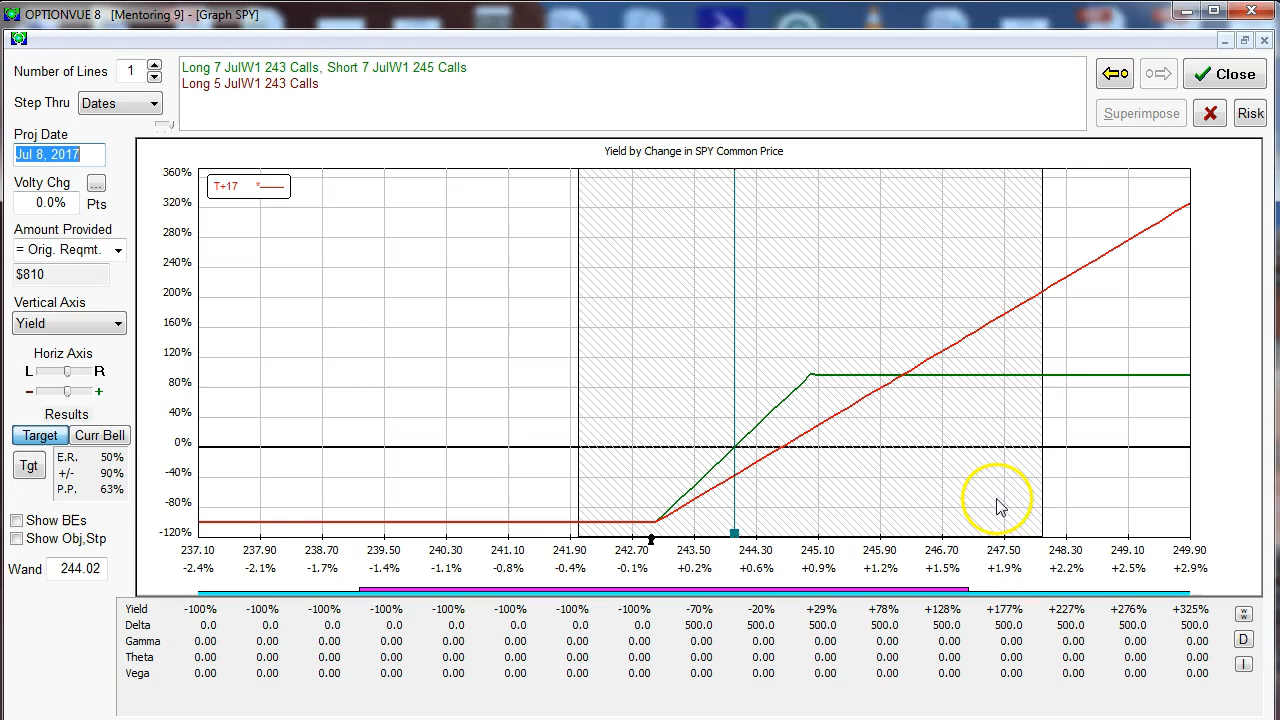 OPTIONVUE 8 [Mentoring 9] - [Graph SPY]
Number of Lines 1
Long 7 JulW1 243 Calls, Short 7 JulW1 245 Calls
Long 5 JulW1 243 Calls
Close
Step Thru Dates
Superimpose Risk
Proj Date
Jul 8, 2017
Volty Chg ...
0.0% Pts
Amount Provided
= Orig. Reqmt.
$810
Vertical Axis
Yield
Horiz Axis
L R
- +
Results
Target Curr Bell
Tgt
E.R. 50%
+/- 90%
P.P. 63%
Show BEs
Show Obj,Stp
Wand 244.02
Yield by Change in SPY Common Price
T+17 *
360%
320%
280%
240%
200%
160%
120%
80%
40%
0%
-40%
-80%
-120%
237.10 237.90 238.70 239.50 240.30 241.10 241.90 242.70 243.50 244.30 245.10 245.90 246.70 247.50 248.30 249.10 249.90
-2.4% -2.1% -1.7% -1.4% -1.1% -0.8% -0.4% -0.1% +0.2% +0.6% +0.9% +1.2% +1.5% +1.9% +2.2% +2.5% +2.9%
Yield -100% -100% -100% -100% -100% -100% -100% -100% -70% -20% +29% +78% +128% +177% +227% +276% +325%
Delta 0.0 0.0 0.0 0.0 0.0 0.0 0.0 0.0 500.0 500.0 500.0 500.0 500.0 500.0 500.0 500.0 500.0
Gamma 0.00 0.00 0.00 0.00 0.00 0.00 0.00 0.00 0.00 0.00 0.00 0.00 0.00 0.00 0.00 0.00 0.00
Theta 0.00 0.00 0.00 0.00 0.00 0.00 0.00 0.00 0.00 0.00 0.00 0.00 0.00 0.00 0.00 0.00 0.00
Vega 0.00 0.00 0.00 0.00 0.00 0.00 0.00 0.00 0.00 0.00 0.00 0.00 0.00 0.00 0.00 0.00 0.00
W
W
D
I